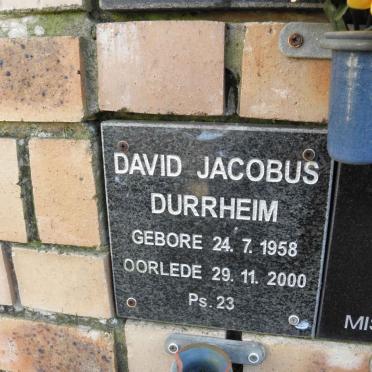 DAVID JACOBUS
DURRHEIM
GEBORE 24. 7. 1958
OORLEDE 29. 11. 2000
Ps. 23